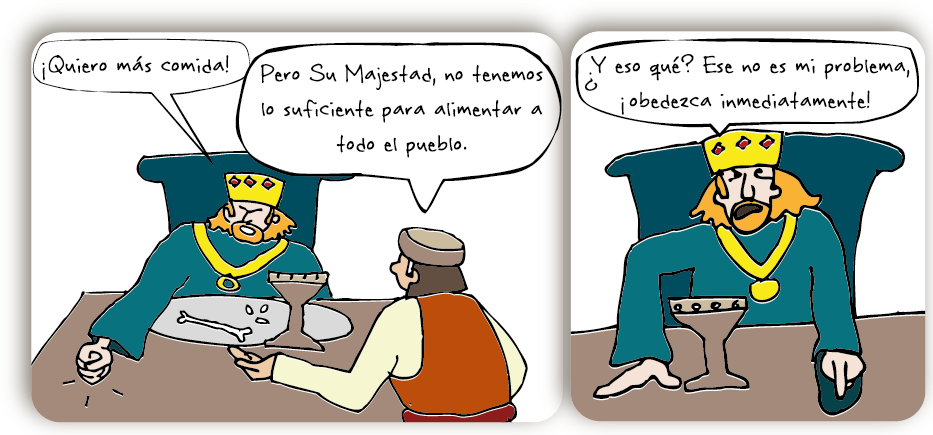 ¡Quiero más comida!
Pero Su Majestad, no tenemos
lo suficiente para alimentar a
todo el pueblo.
¿Y eso qué? Ese no es mi problema,
¡obedezca inmediatamente!